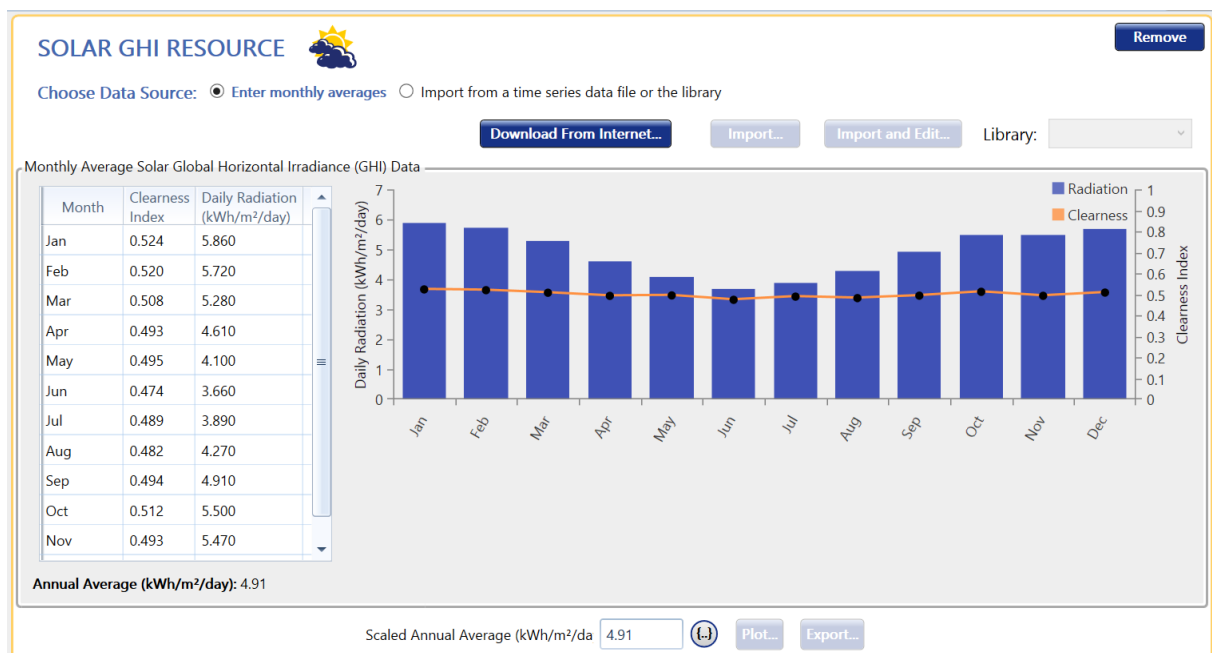 SOLAR GHI RESOURCE
Remove
Choose Data Source: Enter monthly averages Import from a time series data file or the library
Download From Internet... Import... Import and Edit... Library:
Monthly Average Solar Global Horizontal Irradiance (GHI) Data
Month Clearness Index Daily Radiation (kWh/m²/day)
Jan 0.524 5.860
Feb 0.520 5.720
Mar 0.508 5.280
Apr 0.493 4.610
May 0.495 4.100
Jun 0.474 3.660
Jul 0.489 3.890
Aug 0.482 4.270
Sep 0.494 4.910
Oct 0.512 5.500
Nov 0.493 5.470
Daily Radiation (kWh/m²/day)
7
6
5
4
3
2
1
0
Radiation
Clearness
1
0.9
0.8
0.7
0.6
0.5
0.4
0.3
0.2
0.1
0
Clearness Index
Jan Feb Mar Apr May Jun Jul Aug Sep Oct Nov Dec
Annual Average (kWh/m²/day): 4.91
Scaled Annual Average (kWh/m²/da 4.91 {..} Plot... Export...